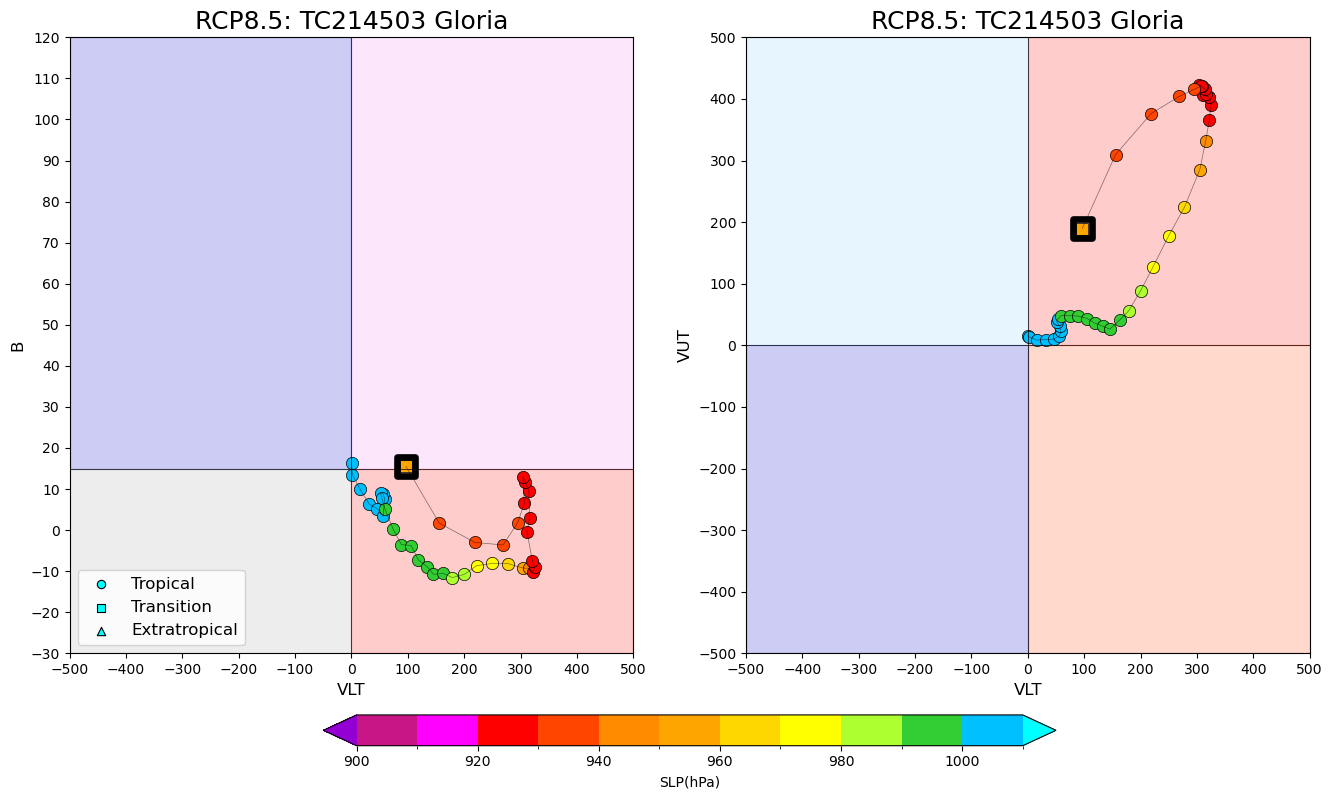 RCP8.5: TC214503 Gloria
RCP8.5: TC214503 Gloria
120
110
100
90
80
70
60
50
40
30
20
10
0
−10
−20
−30
B
Tropical
Transition
Extratropical
−500 −400 −300 −200 −100 0 100 200 300 400 500
VLT
500
400
300
200
100
0
−100
−200
−300
−400
−500
VUT
−500 −400 −300 −200 −100 0 100 200 300 400 500
VLT
900 920 940 960 980 1000
SLP(hPa)